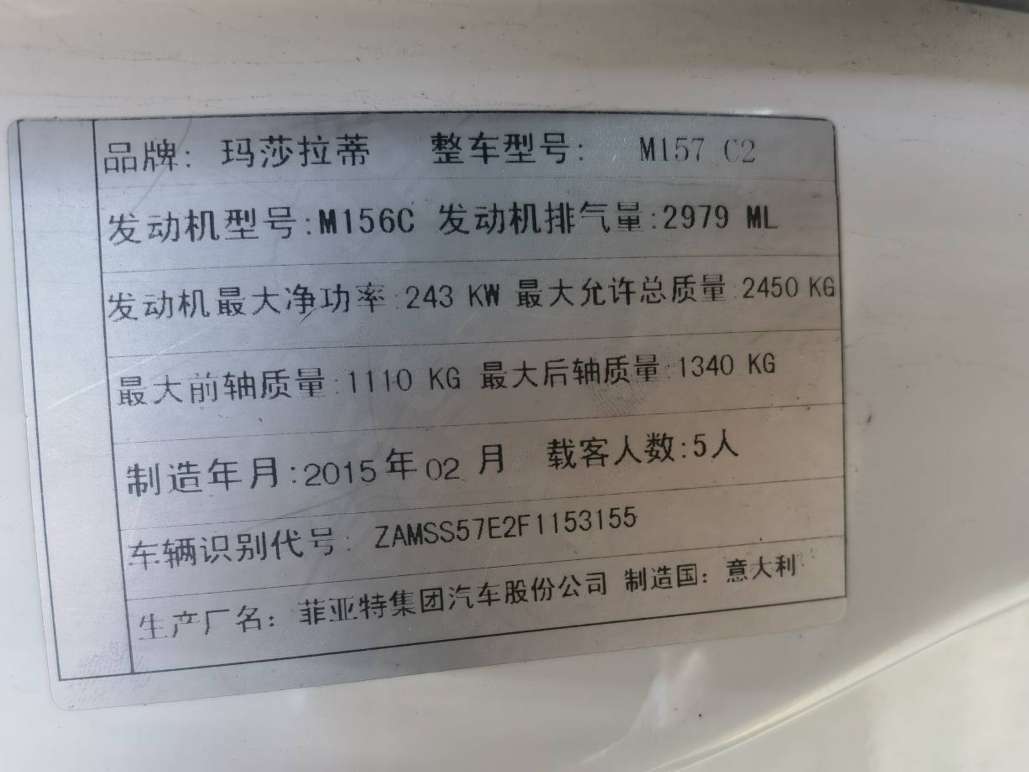 品牌: 玛莎拉蒂 整车型号: M157 C2
发动机型号:M156C 发动机排气量:2979 ML
发动机最大净功率:243 KW 最大允许总质量:2450 KG
最大前轴质量:1110 KG 最大后轴质量:1340 KG
制造年月:2015年02月 载客人数:5人
车辆识别代号: ZAMSS57E2F1153155
生产厂名: 菲亚特集团汽车股份公司 制造国: 意大利